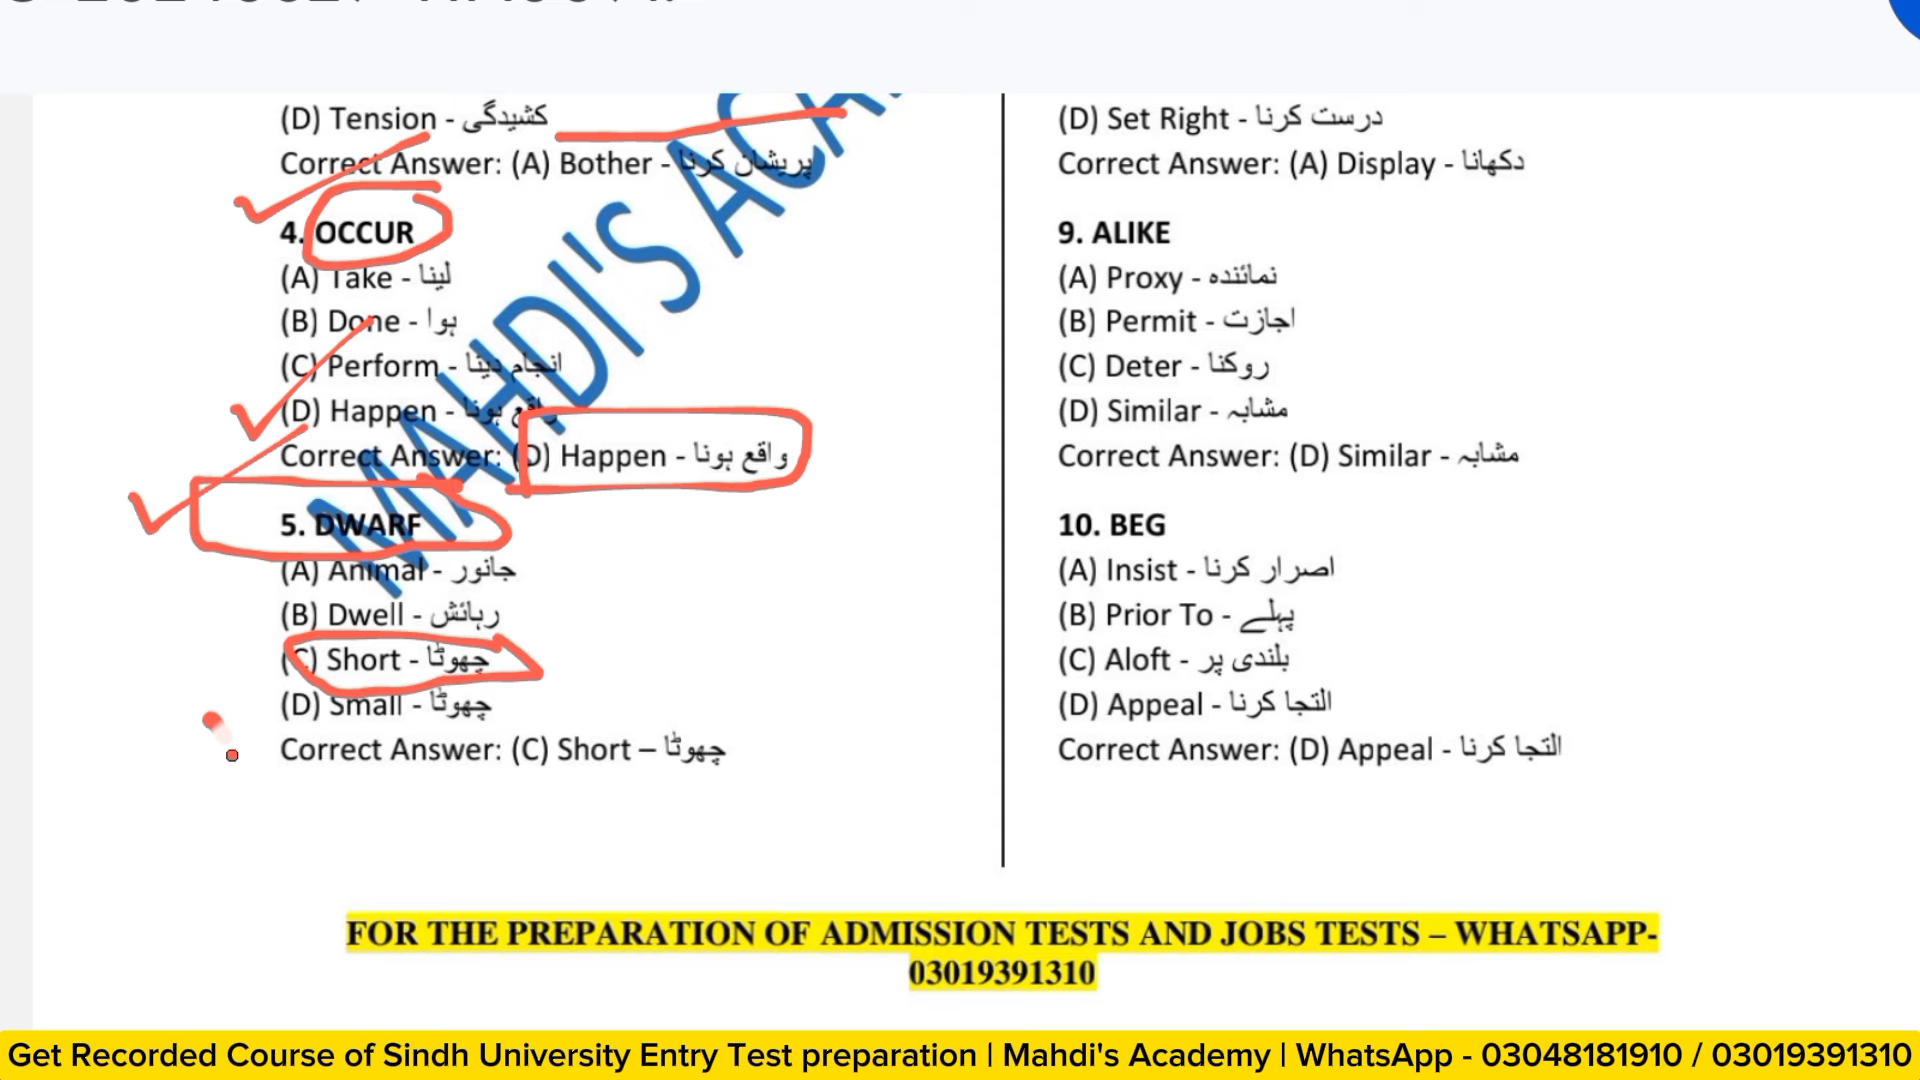 (D) Tension - کشیدگی
Correct Answer: (A) Bother - پریشان کرنا
4. OCCUR
(A) Take - لینا
(B) Done - ہوا
(C) Perform - انجام دینا
(D) Happen - واقع ہونا
Correct Answer: (D) Happen - واقع ہونا
5. DWARF
(A) Animal - جانور
(B) Dwell - رہائش
(C) Short - چھوٹا
(D) Small - چھوٹا
Correct Answer: (C) Short – چھوٹا
(D) Set Right - درست کرنا
Correct Answer: (A) Display - دکھانا
9. ALIKE
(A) Proxy - نمائندہ
(B) Permit - اجازت
(C) Deter - روکنا
(D) Similar - مشابہ
Correct Answer: (D) Similar - مشابہ
10. BEG
(A) Insist - اصرار کرنا
(B) Prior To - پہلے
(C) Aloft - بلندی پر
(D) Appeal - التجا کرنا
Correct Answer: (D) Appeal - التجا کرنا
MAHDI'S
FOR THE PREPARATION OF ADMISSION TESTS AND JOBS TESTS – WHATSAPP-
03019391310
Get Recorded Course of Sindh University Entry Test preparation | Mahdi's Academy | WhatsApp - 03048181910 / 03019391310